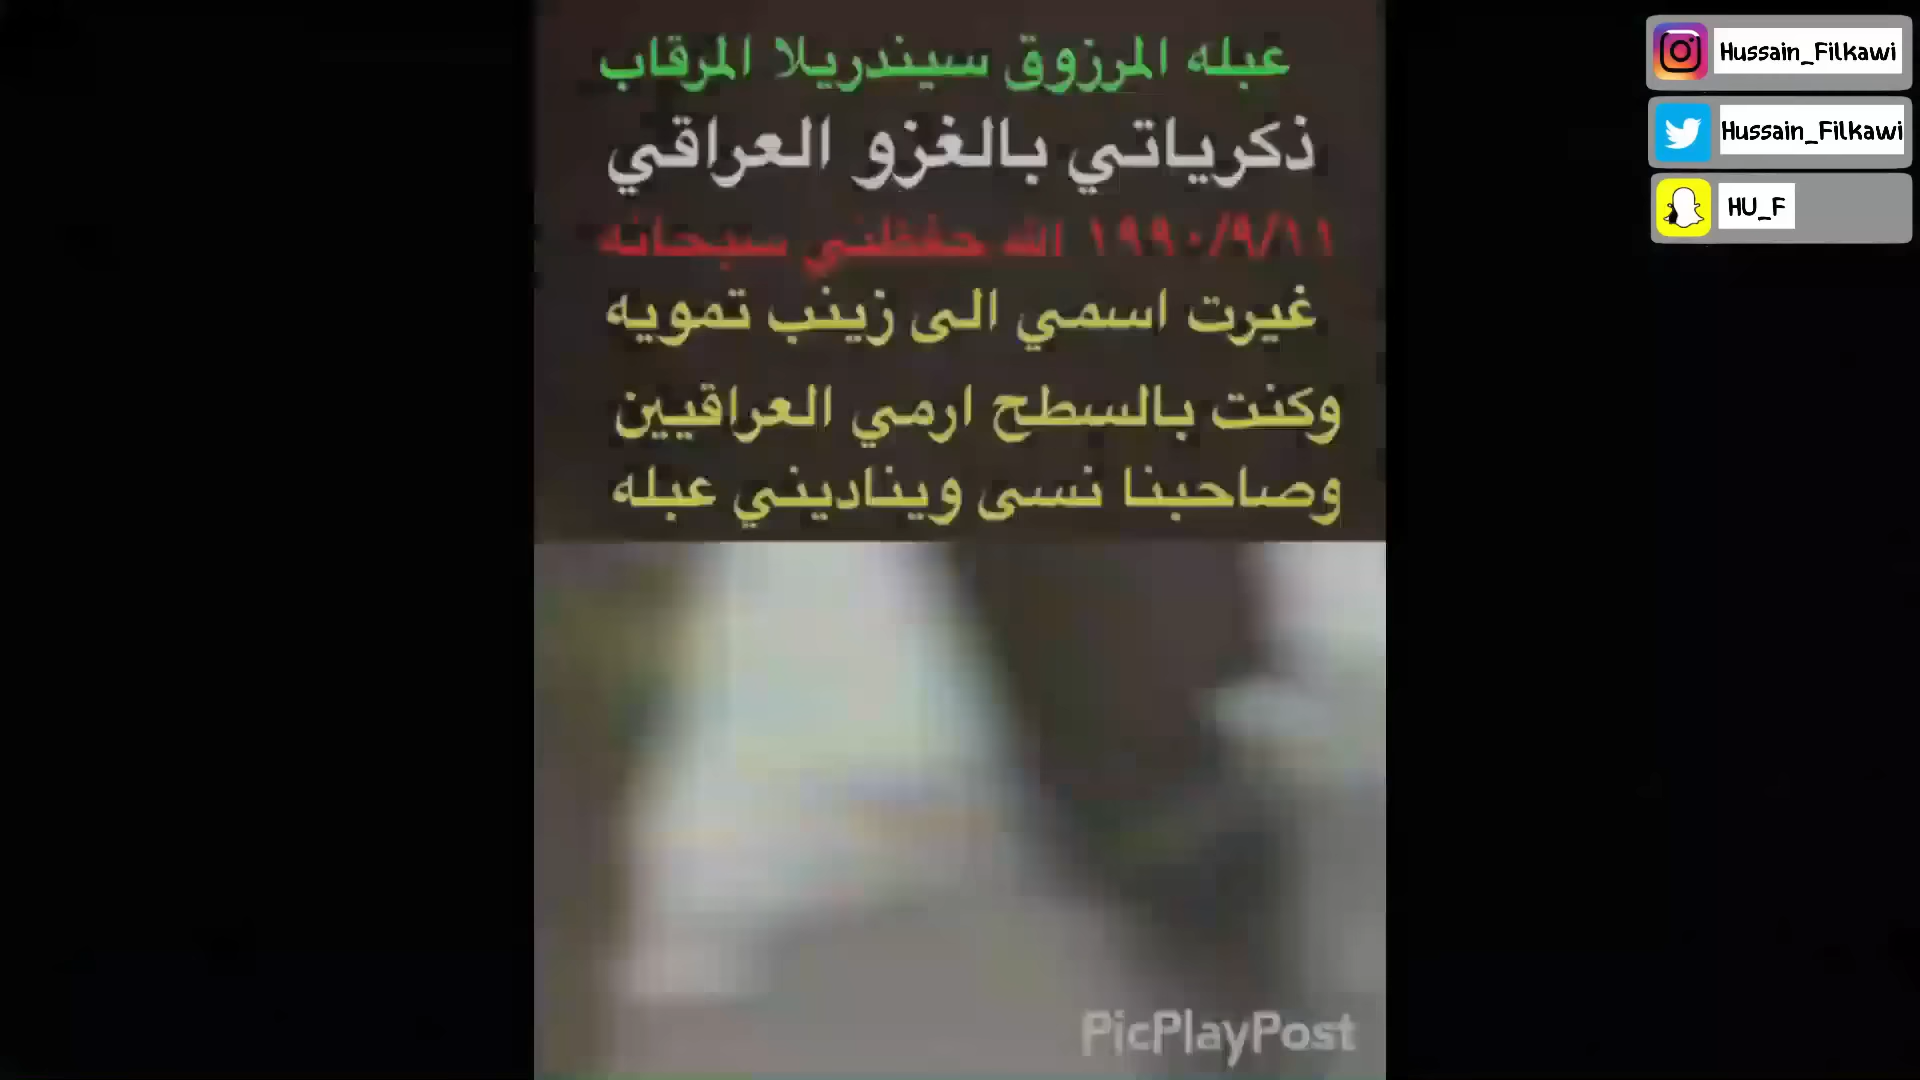 عبله المرزوق سيندريلا المرقاب
ذكرياتي بالغزو العراقي
١٩٩٠/٩/١١ الله حفظني سبحانه
غيرت اسمي الى زينب تمويه
وكنت بالسطح ارمي العراقيين
وصاحبنا نسى ويناديني عبله
Hussain_Filkawi
Hussain_Filkawi
HU_F
PicPlayPost